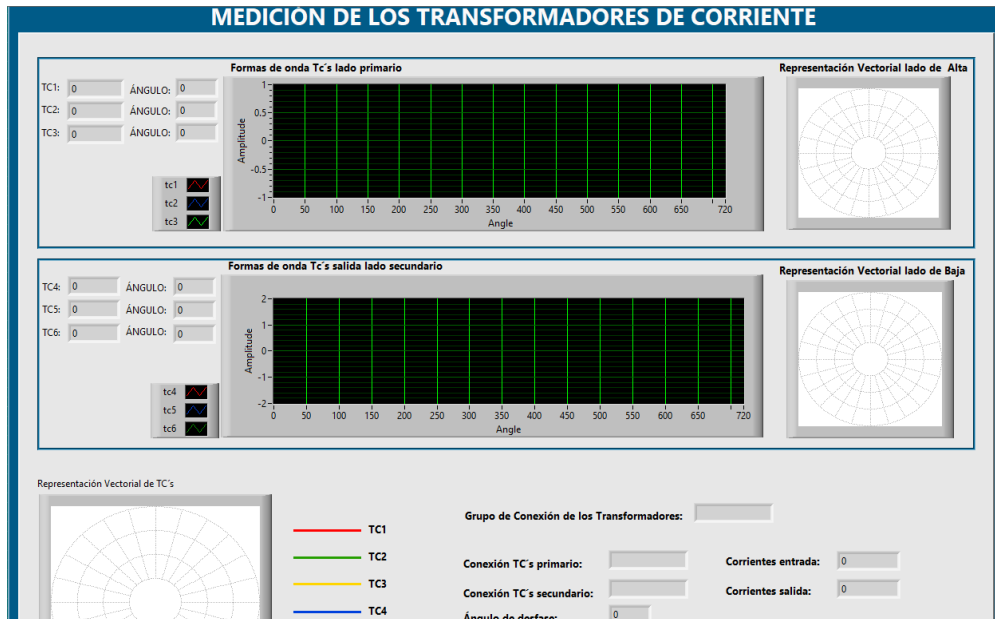 MEDICIÓN DE LOS TRANSFORMADORES DE CORRIENTE
Formas de onda Tc´s lado primario
Representación Vectorial lado de Alta
TC1: 0 ÁNGULO: 0
TC2: 0 ÁNGULO: 0
TC3: 0 ÁNGULO: 0
tc1
tc2
tc3
Amplitude
1
0.5
0
-0.5
-1
0 50 100 150 200 250 300 350 400 450 500 550 600 650 720
Angle
Formas de onda Tc´s salida lado secundario
Representación Vectorial lado de Baja
TC4: 0 ÁNGULO: 0
TC5: 0 ÁNGULO: 0
TC6: 0 ÁNGULO: 0
tc4
tc5
tc6
Amplitude
2
1
0
-1
-2
0 50 100 150 200 250 300 350 400 450 500 550 600 650 720
Angle
Representación Vectorial de TC´s
TC1
TC2
TC3
TC4
Grupo de Conexión de los Transformadores:
Conexión TC´s primario:
Corrientes entrada: 0
Conexión TC´s secundario:
Corrientes salida: 0
Ángulo de desfase: 0